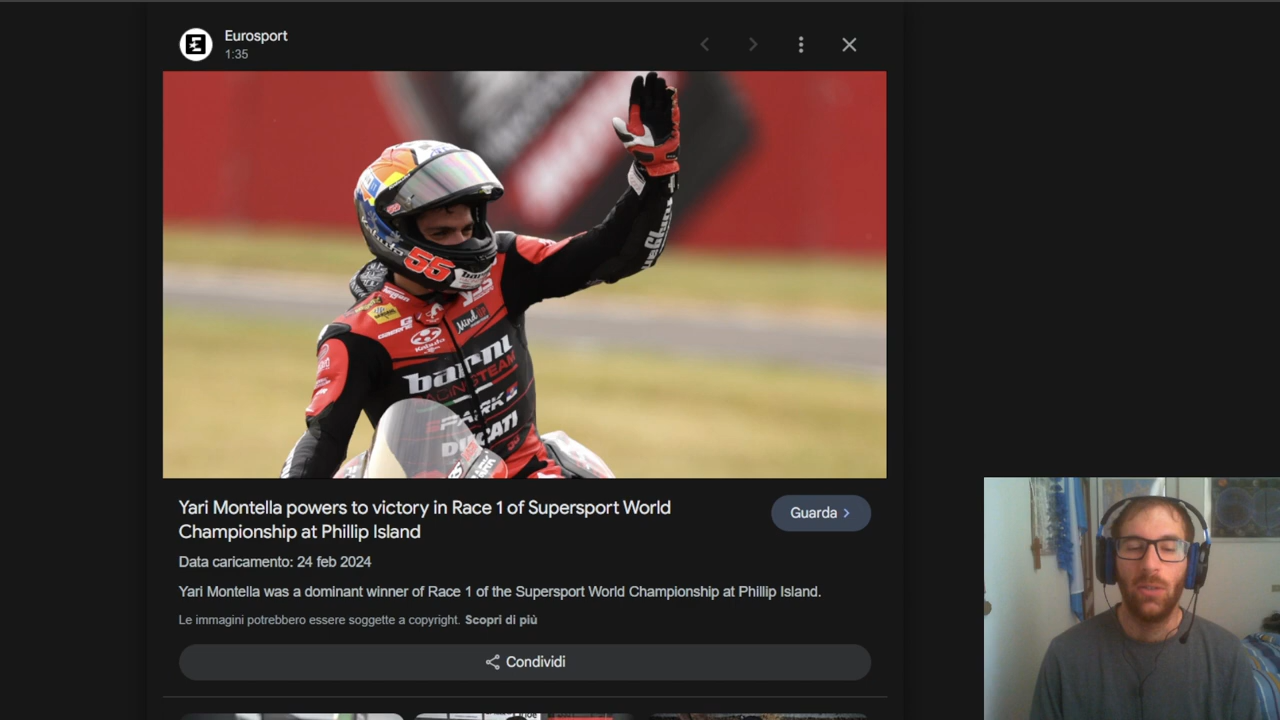 Eurosport
1:35
55
barni
RACING TEAM
PARK
DUCATI
Yari Montella powers to victory in Race 1 of Supersport World
Championship at Phillip Island
Guarda
Data caricamento: 24 feb 2024
Yari Montella was a dominant winner of Race 1 of the Supersport World Championship at Phillip Island.
Le immagini potrebbero essere soggette a copyright. Scopri di più
Condividi